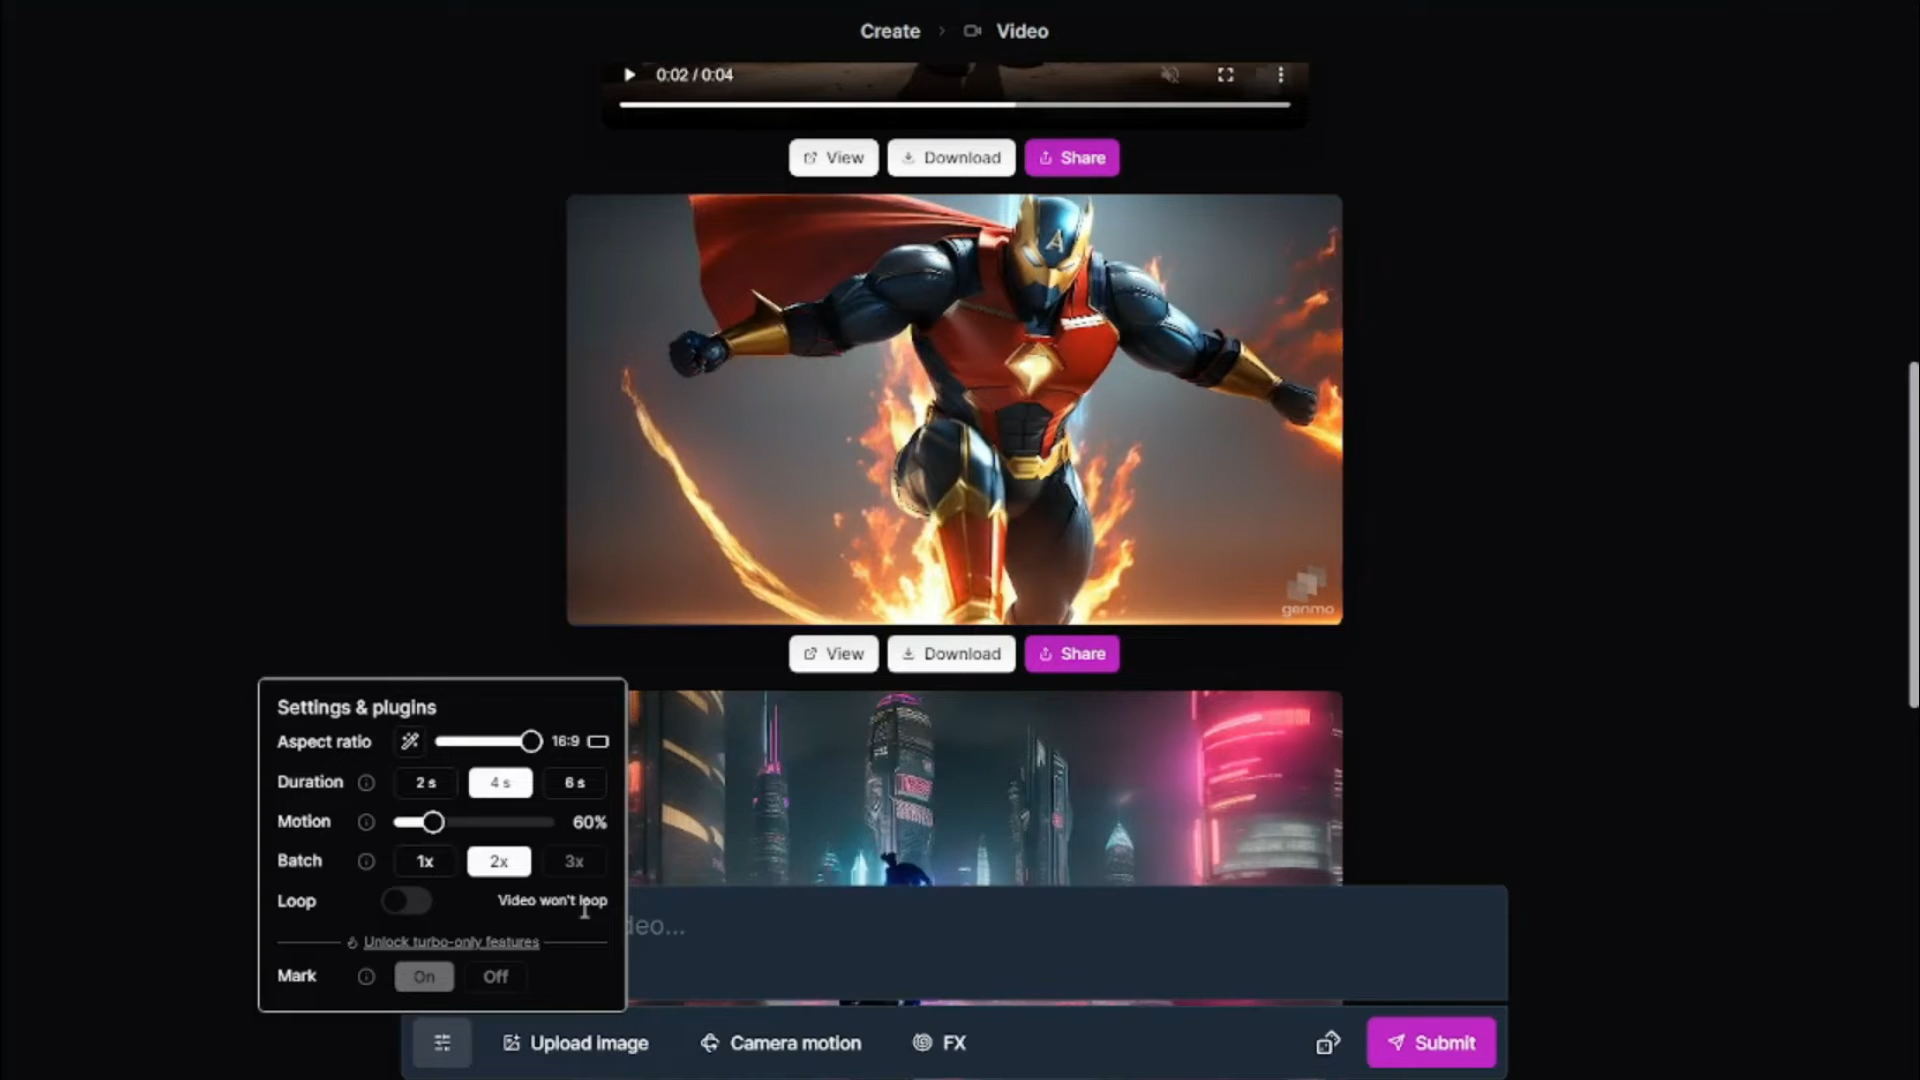 Create > Video
0:02 / 0:04
View Download Share
A
genmo
View Download Share
Settings & plugins
Aspect ratio 16:9
Duration 2 s 4 s 6 s
Motion 60%
Batch 1x 2x 3x
Loop Video won't loop
Unlock turbo-only features
deo...
Mark On Off
Upload image Camera motion FX Submit